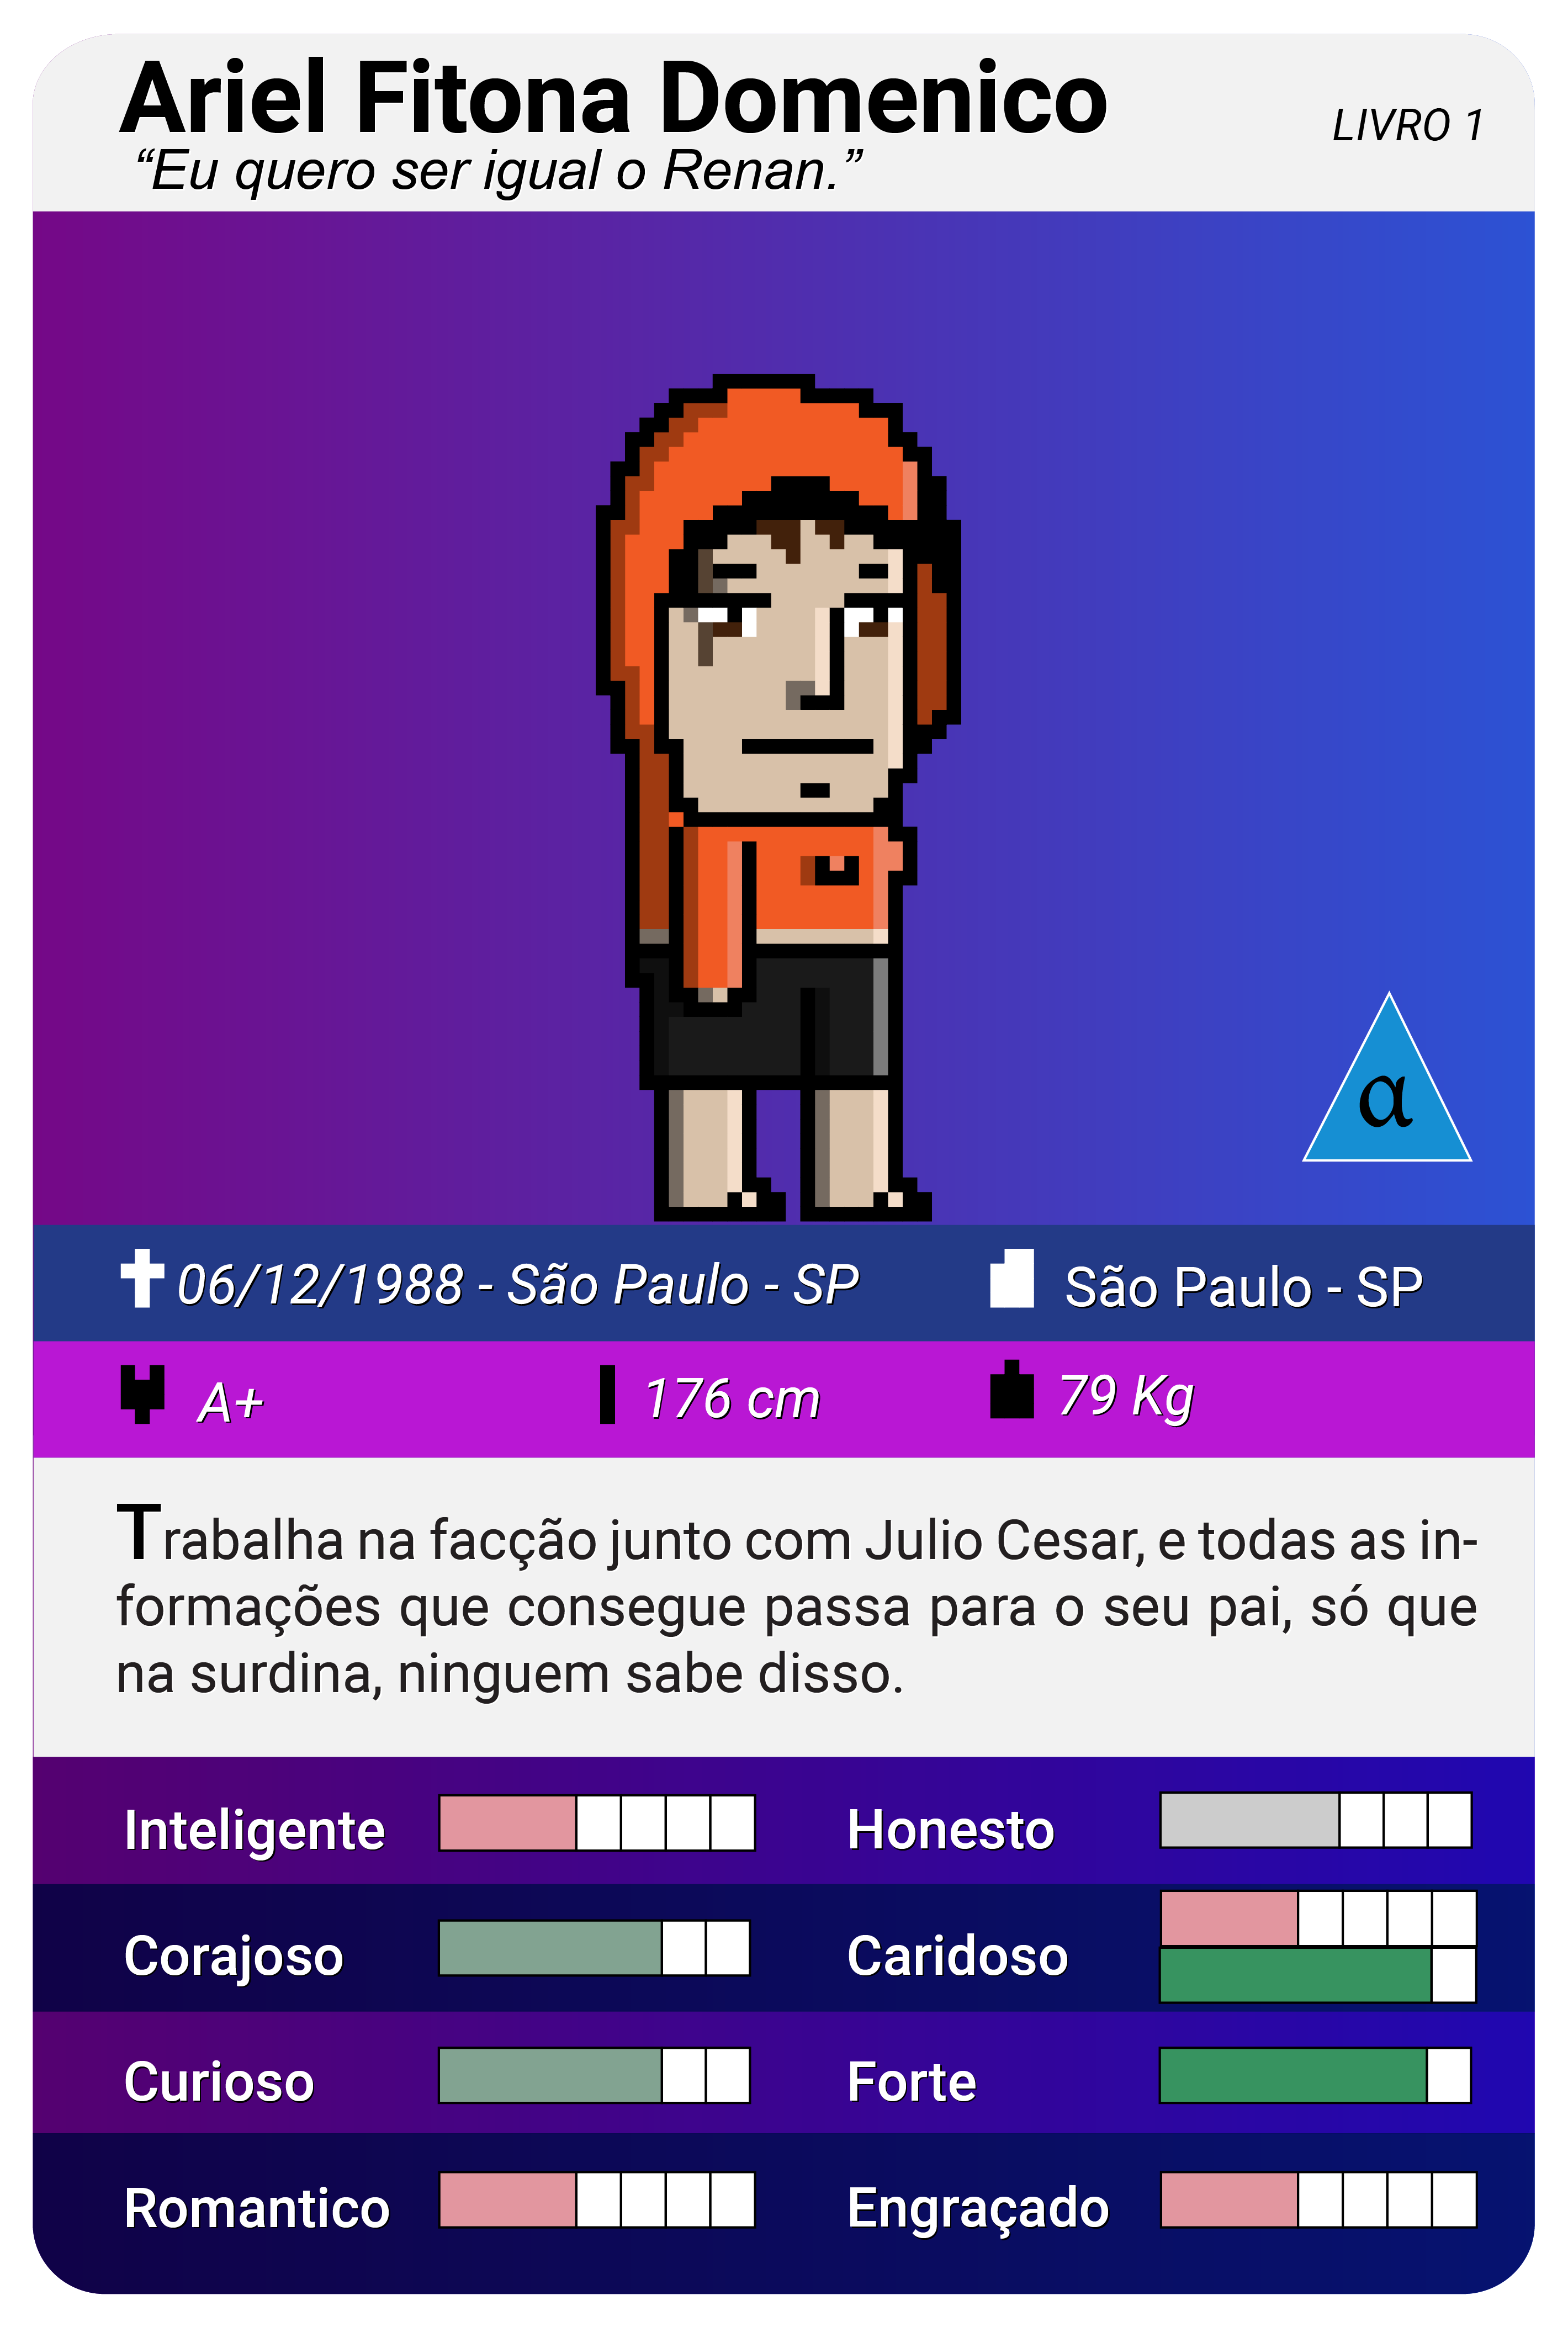 Ariel Fitona Domenico
LIVRO 1
“Eu quero ser igual o Renan.”
α
06/12/1988 - São Paulo - SP
São Paulo - SP
A+
176 cm
79 Kg
Trabalha na facção junto com Julio Cesar, e todas as in-
formações que consegue passa para o seu pai, só que
na surdina, ninguem sabe disso.
Inteligente
Honesto
Corajoso
Caridoso
Curioso
Forte
Romantico
Engraçado